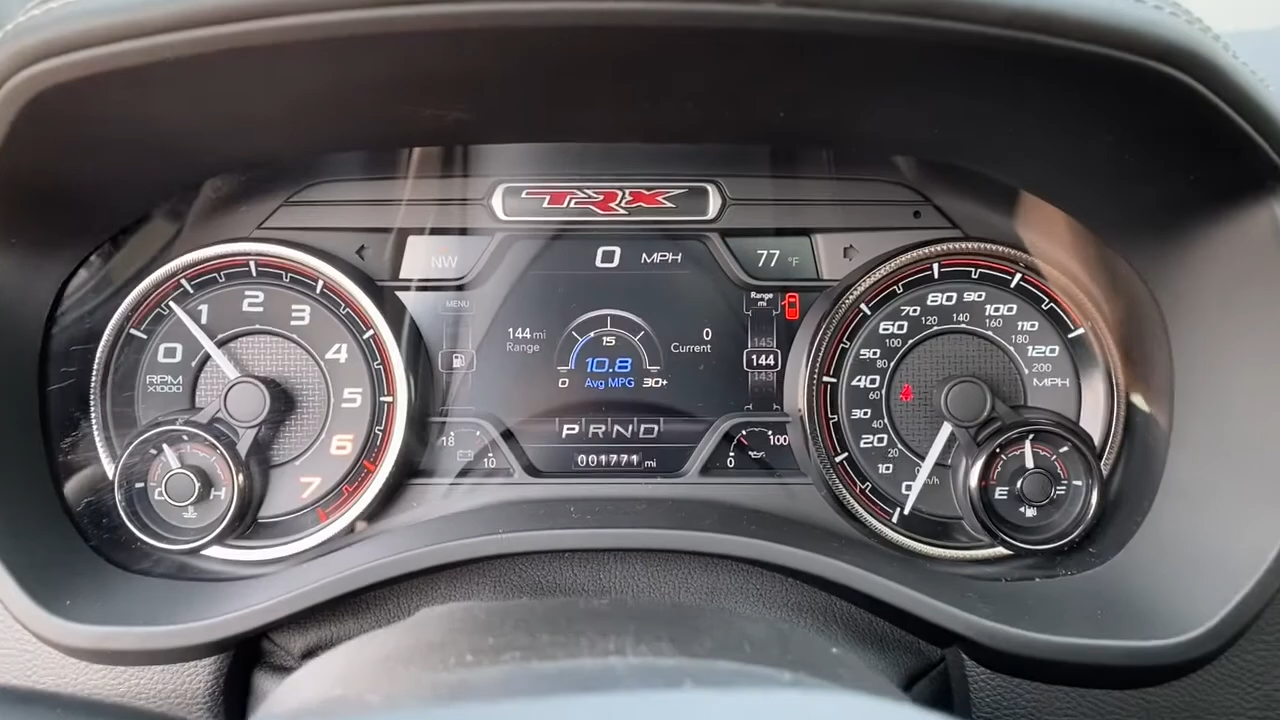 TRX
NW
0 MPH
77 °F
MENU
144 mi
Range
15
10.8
Avg MPG
0
30+
0
Current
Range
mi
145
144
143
PRND
001771 mi
18
10
0
100
0
1
2
3
4
5
6
7
RPM
X1000
C
H
0
10
20
30
40
50
60
70
80
90
100
110
120
MPH
60
80
100
120
140
160
180
200
km/h
E
F